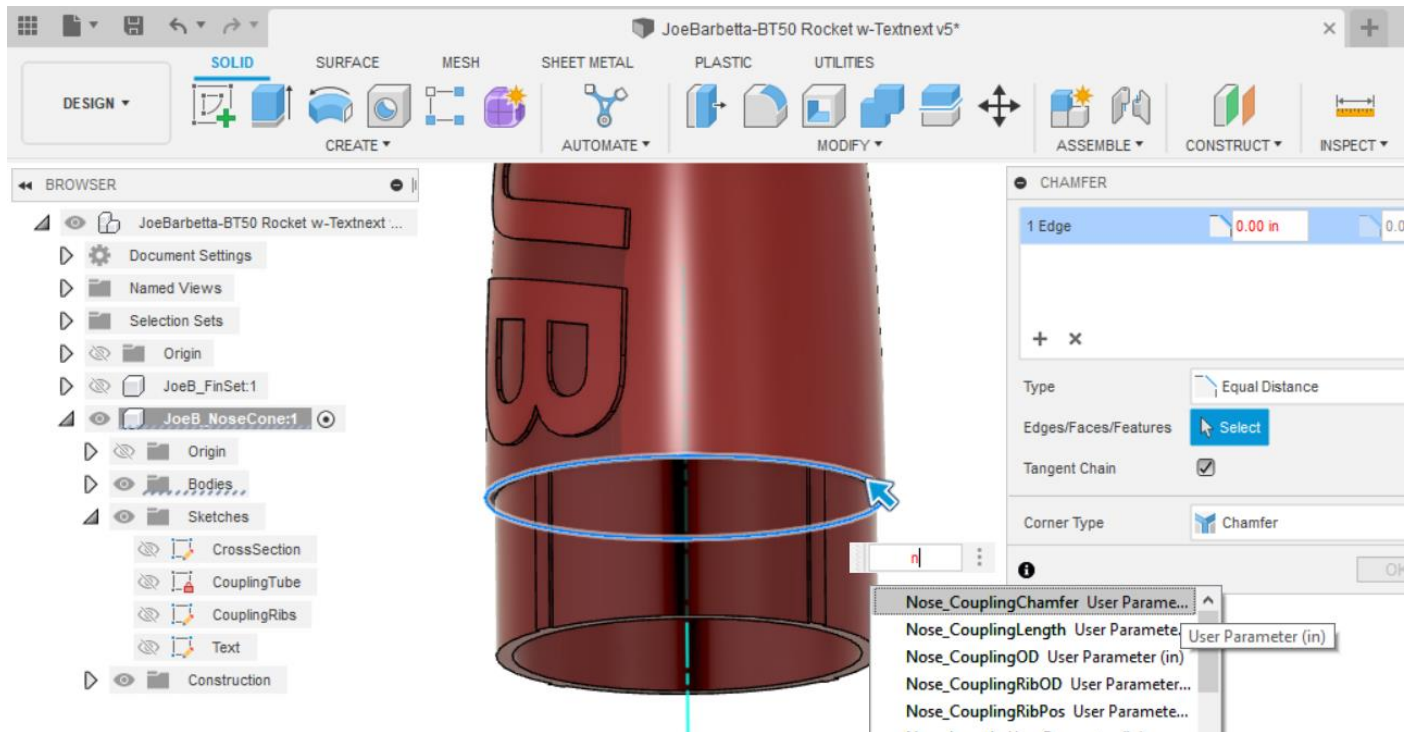 JoeBarbetta-BT50 Rocket w-Textnext v5*
SOLID SURFACE MESH SHEET METAL PLASTIC UTILITIES
DESIGN
CREATE AUTOMATE MODIFY ASSEMBLE CONSTRUCT INSPECT
BROWSER
JoeBarbetta-BT50 Rocket w-Textnext ...
Document Settings
Named Views
Selection Sets
Origin
JoeB_FinSet:1
JoeB_NoseCone:1
Origin
Bodies
Sketches
CrossSection
CouplingTube
CouplingRibs
Text
Construction
JB
CHAMFER
1 Edge 0.00 in 0.0
Type Equal Distance
Edges/Faces/Features Select
Tangent Chain
Corner Type Chamfer
OK
n
Nose_CouplingChamfer User Parame...
Nose_CouplingLength User Paramete
User Parameter (in)
Nose_CouplingOD User Parameter (in)
Nose_CouplingRibOD User Parameter...
Nose_CouplingRibPos User Paramete...